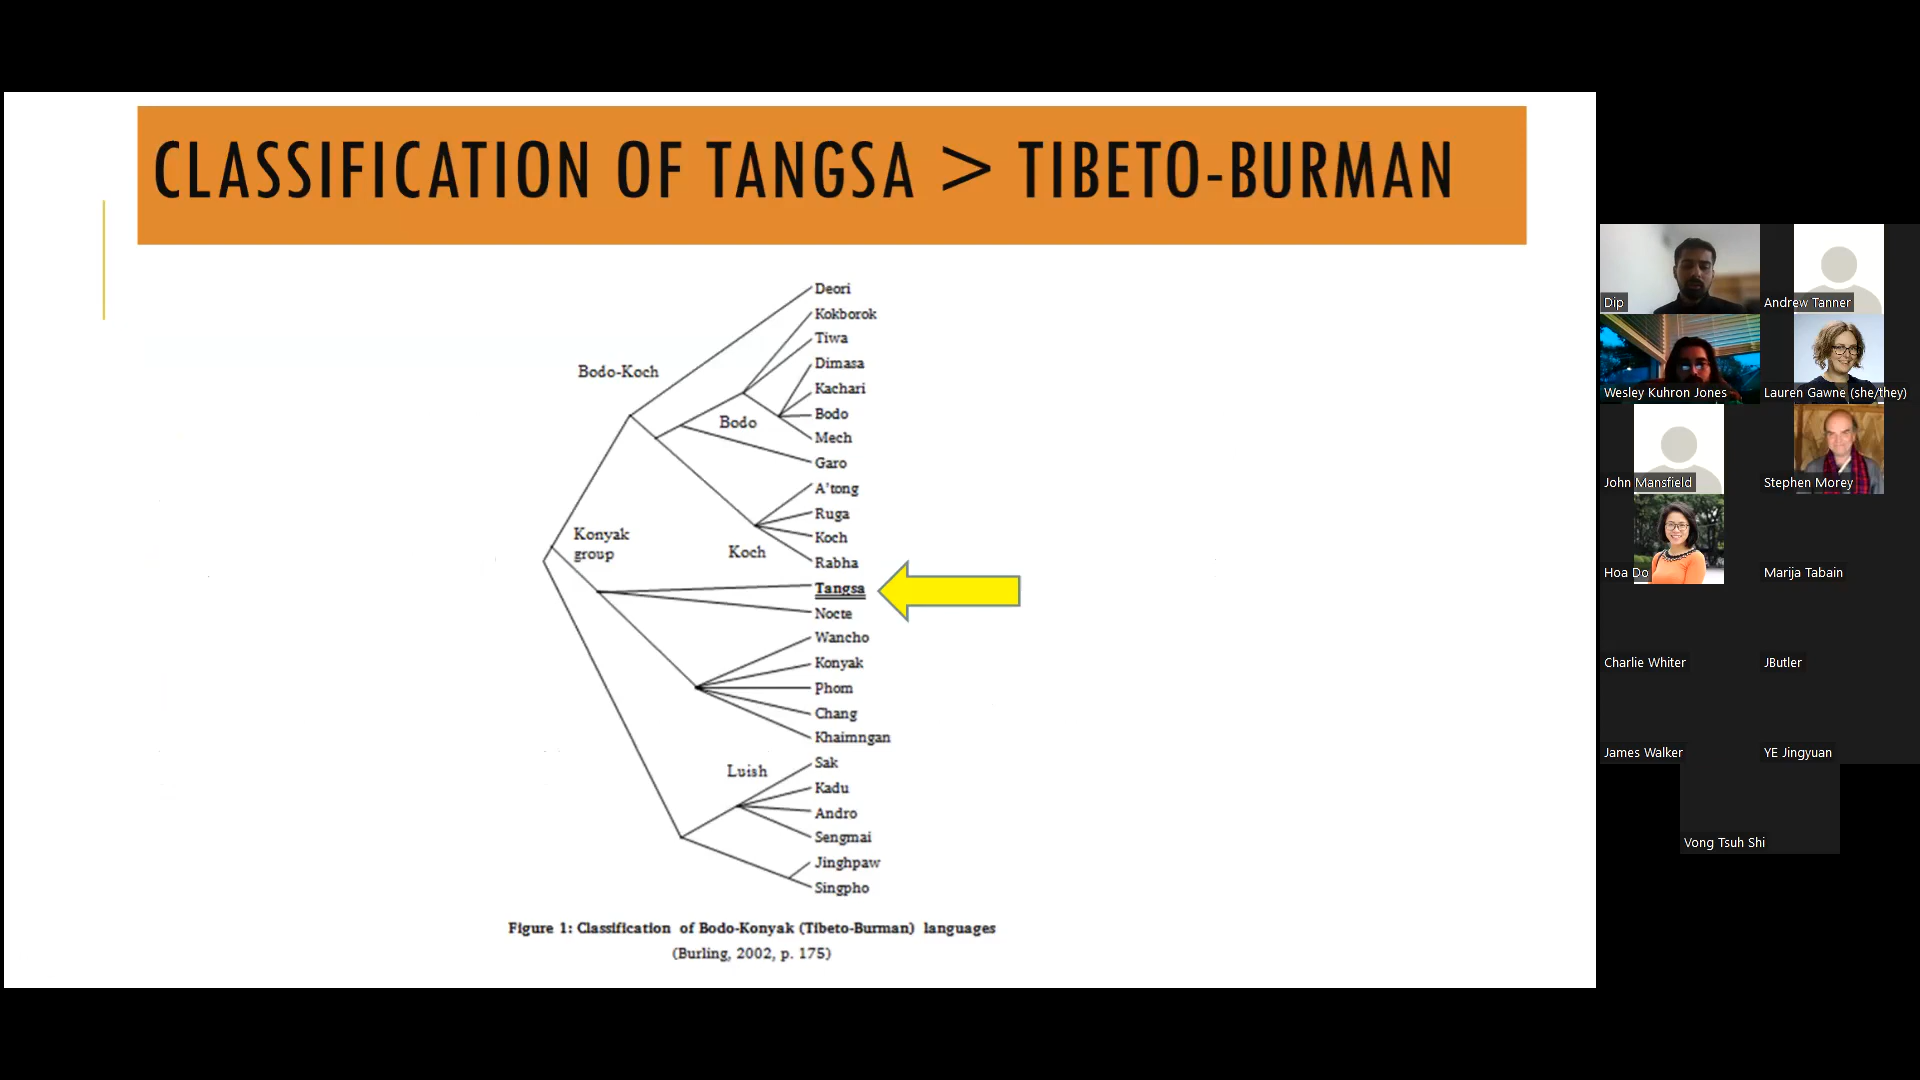 CLASSIFICATION OF TANGSA > TIBETO-BURMAN
Deori
Kokborok
Tiwa
Dimasa
Bodo-Koch
Kachari
Bodo
Bodo
Mech
Garo
A'tong
Ruga
Konyak
group
Koch
Koch
Rabha
Tangsa
Nocte
Wancho
Konyak
Phom
Chang
Khaimngan
Sak
Luish
Kadu
Andro
Sengmai
Jinghpaw
Singpho
Figure 1: Classification of Bodo-Konyak (Tibeto-Burman) languages
(Burling, 2002, p. 175)
Dip
Andrew Tanner
Wesley Kuhron Jones
Lauren Gawne (she/they)
John Mansfield
Stephen Morey
Hoa Do
Marija Tabain
Charlie Whiter
JButler
James Walker
YE Jingyuan
Vong Tsuh Shi